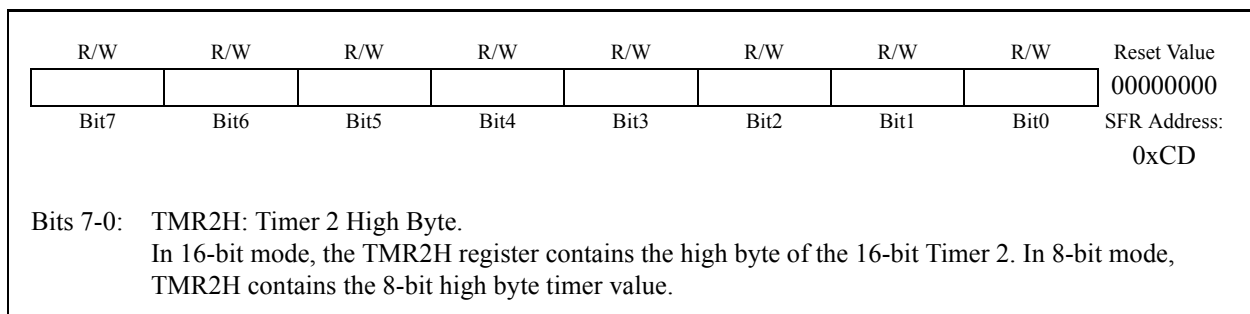 R/W R/W R/W R/W R/W R/W R/W R/W Reset Value
00000000
Bit7 Bit6 Bit5 Bit4 Bit3 Bit2 Bit1 Bit0 SFR Address:
0xCD
Bits 7-0: TMR2H: Timer 2 High Byte.
In 16-bit mode, the TMR2H register contains the high byte of the 16-bit Timer 2. In 8-bit mode,
TMR2H contains the 8-bit high byte timer value.